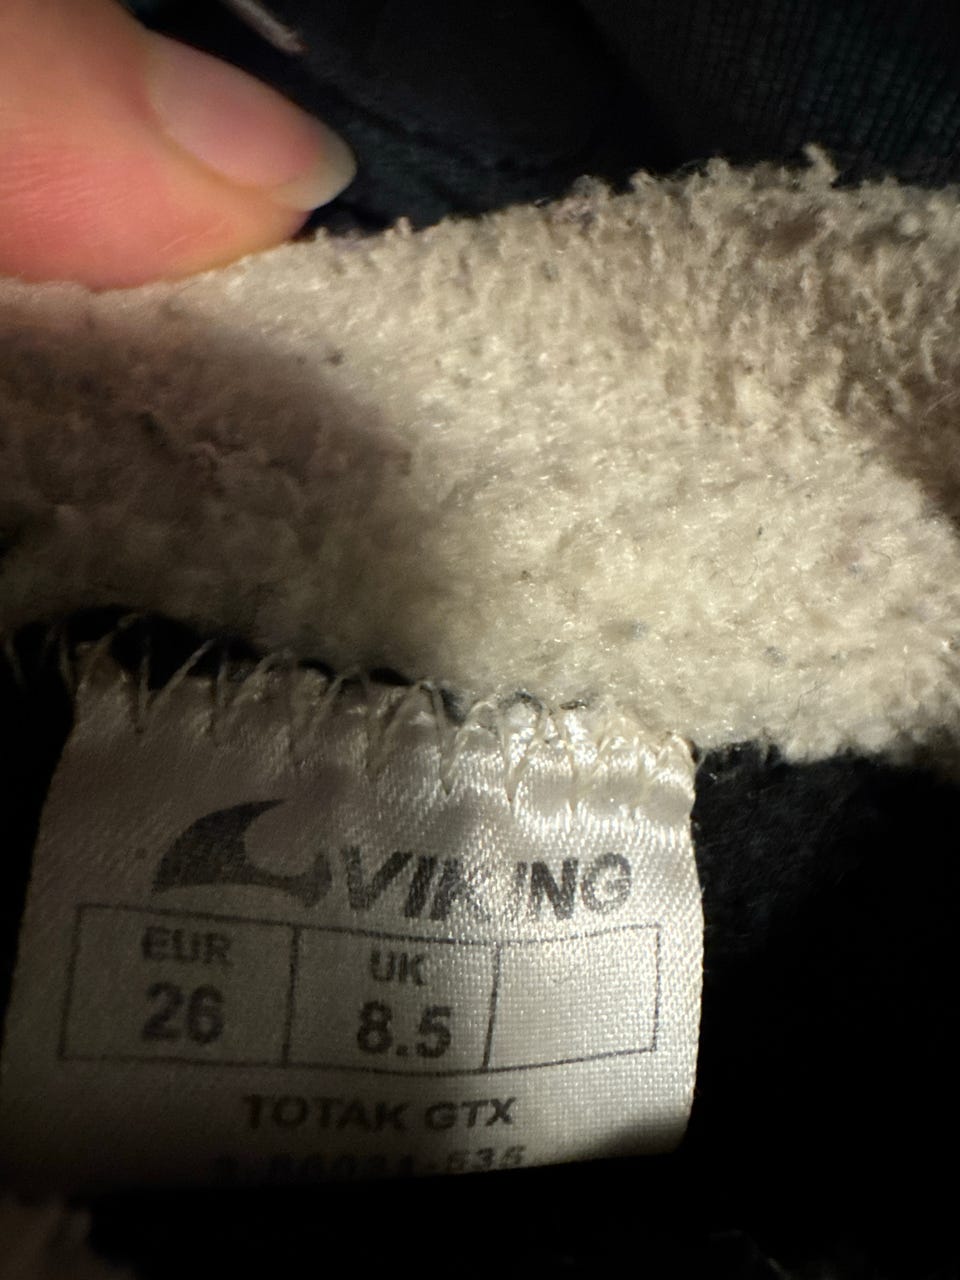 VIKING
EUR UK
26 8.5
TOTAK GTX